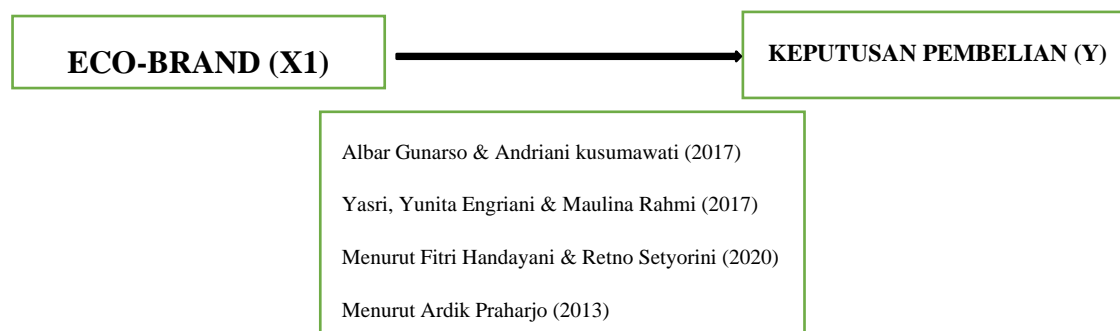 ECO-BRAND (X1)
KEPUTUSAN PEMBELIAN (Y)
Albar Gunarso & Andriani kusumawati (2017)
Yasri, Yunita Engriani & Maulina Rahmi (2017)
Menurut Fitri Handayani & Retno Setyorini (2020)
Menurut Ardik Praharjo (2013)